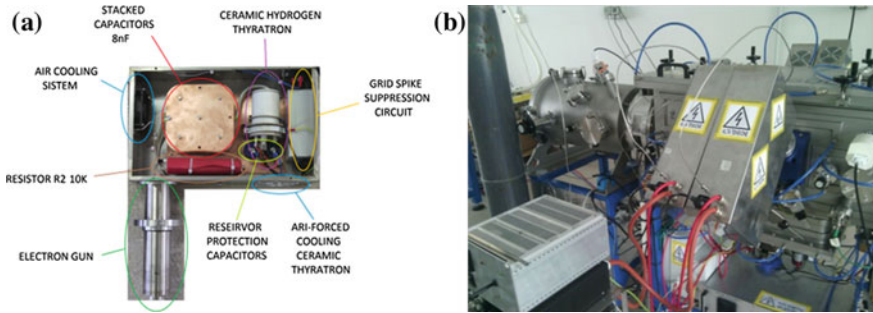 (a)
STACKED
CAPACITORS
8nF
CERAMIC HYDROGEN
THYRATRON
AIR COOLING
SISTEM
GRID SPIKE
SUPPRESSION
CIRCUIT
RESISTOR R2 10K
ELECTRON GUN
RESEIRVOR
PROTECTION
CAPACITORS
ARI-FORCED
COOLING
CERAMIC
THYRATRON
(b)